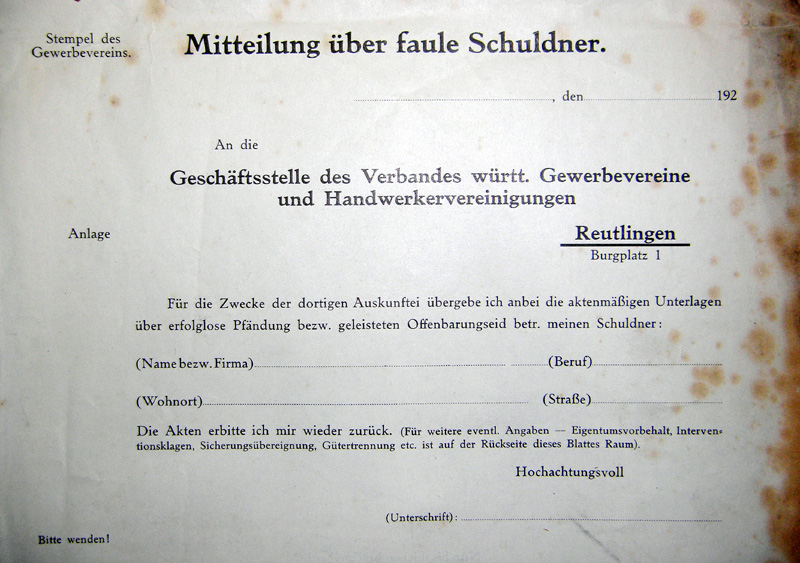 Stempel des
Gewerbevereins.
Mitteilung über faule Schuldner.
, den 192
An die
Geschäftsstelle des Verbandes württ. Gewerbevereine
und Handwerkervereinigungen
Anlage
Reutlingen
Burgplatz 1
Für die Zwecke der dortigen Auskunftei übergebe ich anbei die aktenmäßigen Unterlagen
über erfolglose Pfändung bezw. geleisteten Offenbarungseid betr. meinen Schuldner:
(Name bezw. Firma) (Beruf)
(Wohnort) (Straße)
Die Akten erbitte ich mir wieder zurück. (Für weitere eventl. Angaben — Eigentumsvorbehalt, Interven-
tionsklagen, Sicherungsübereignung, Gütertrennung etc. ist auf der Rückseite dieses Blattes Raum).
Hochachtungsvoll
(Unterschrift):
Bitte wenden!